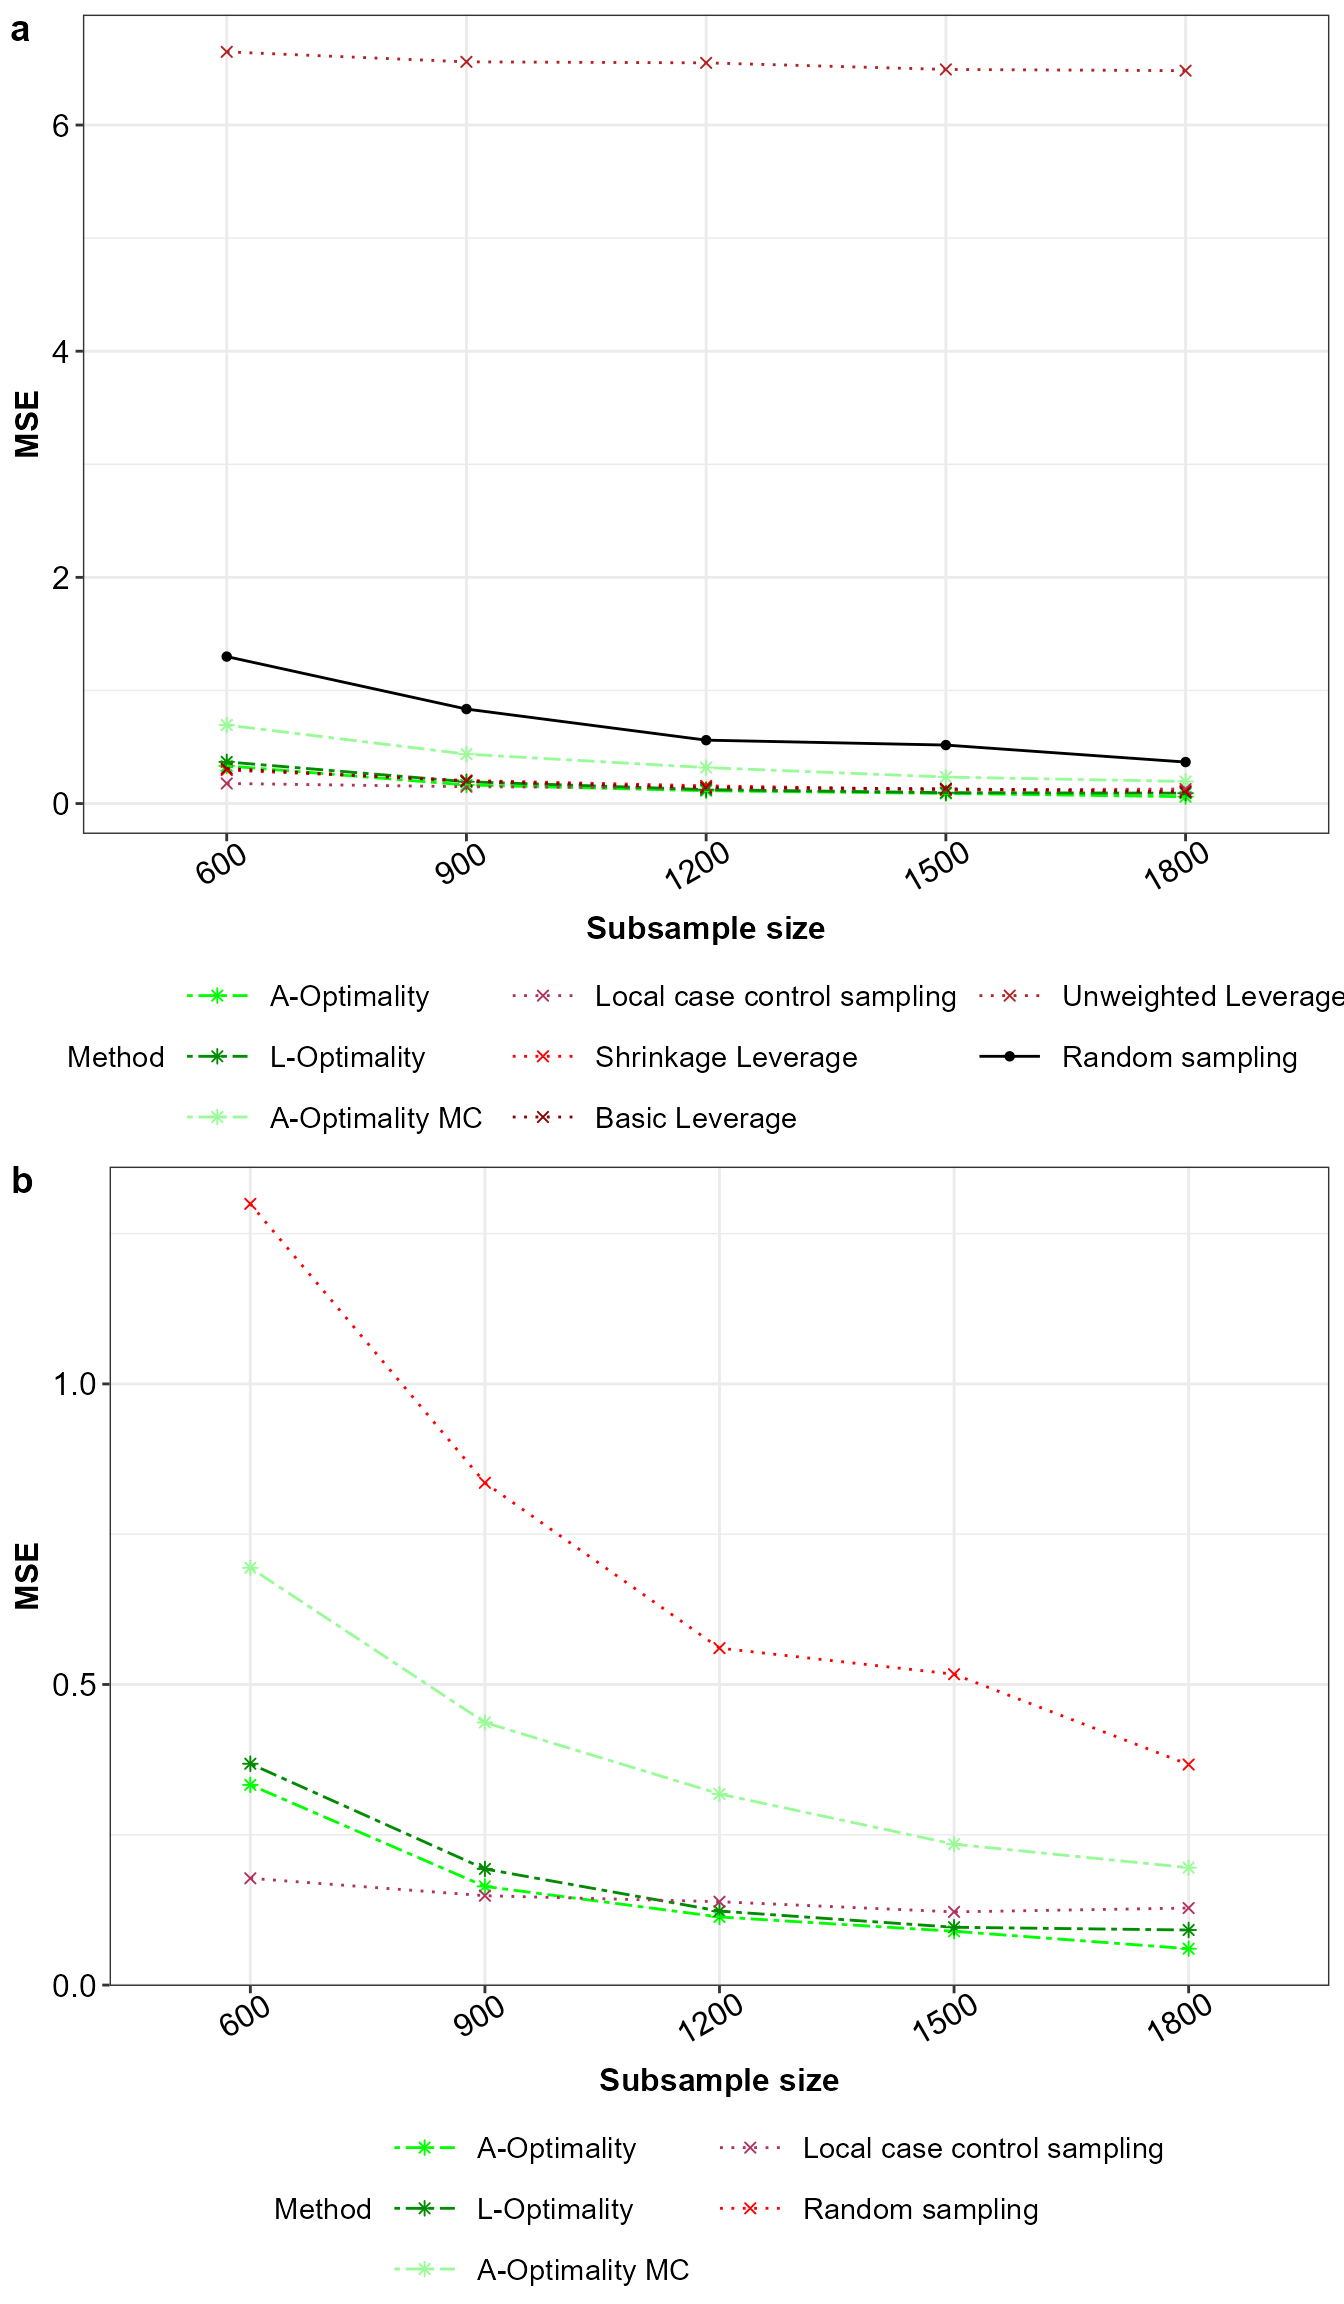 a
6
4
2
0
MSE
600 900 1200 1500 1800
Subsample size
Method
A-Optimality Local case control sampling Unweighted Leverage
L-Optimality Shrinkage Leverage Random sampling
A-Optimality MC Basic Leverage
b
1.0
0.5
0.0
MSE
600 900 1200 1500 1800
Subsample size
Method
A-Optimality Local case control sampling
L-Optimality Random sampling
A-Optimality MC